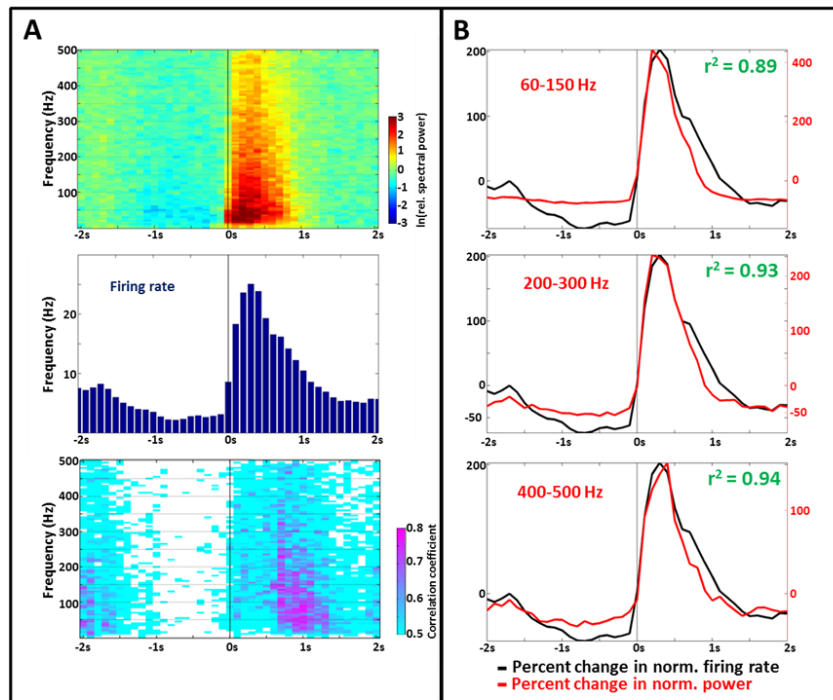 A
Frequency (Hz)
500
400
300
200
100
-2s
-1s
0s
1s
2s
3
2
1
0
-1
-2
-3
ln(rel. spectral power)
Frequency (Hz)
20
10
Firing rate
-2s
-1s
0s
1s
2s
Frequency (Hz)
500
400
300
200
100
-2s
-1s
0s
1s
2s
0.8
0.7
0.6
0.5
Correlation coefficient
B
200
100
0
60-150 Hz
r² = 0.89
400
200
0
-2s
-1s
0s
1s
2s
200
100
0
-50
200-300 Hz
r² = 0.93
200
100
0
-50
-2s
-1s
0s
1s
2s
200
100
0
400-500 Hz
r² = 0.94
100
0
-2s
-1s
0s
1s
2s
Percent change in norm. firing rate
Percent change in norm. power